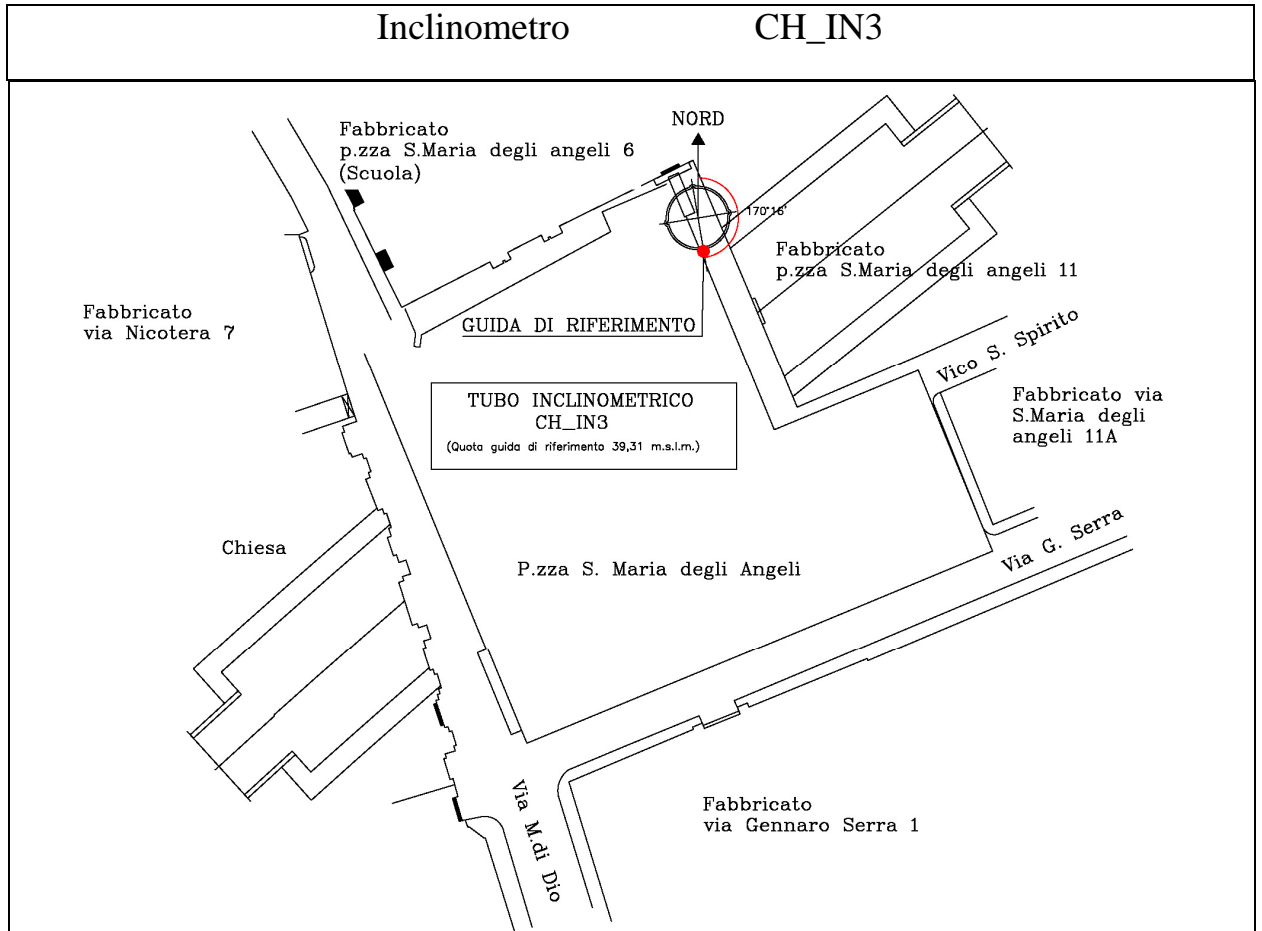 Inclinometro CH_IN3
NORD
Fabbricato
p.zza S.Maria degli angeli 6
(Scuola)
170°16'
Fabbricato
p.zza S.Maria degli angeli 11
Fabbricato
via Nicotera 7
GUIDA DI RIFERIMENTO
Vico S. Spirito
TUBO INCLINOMETRICO
CH_IN3
(Quota guida di riferimento 39,31 m.s.l.m.)
Fabbricato via
S.Maria degli
angeli 11A
Chiesa
P.zza S. Maria degli Angeli
Via G. Serra
Via M.di Dio
Fabbricato
via Gennaro Serra 1